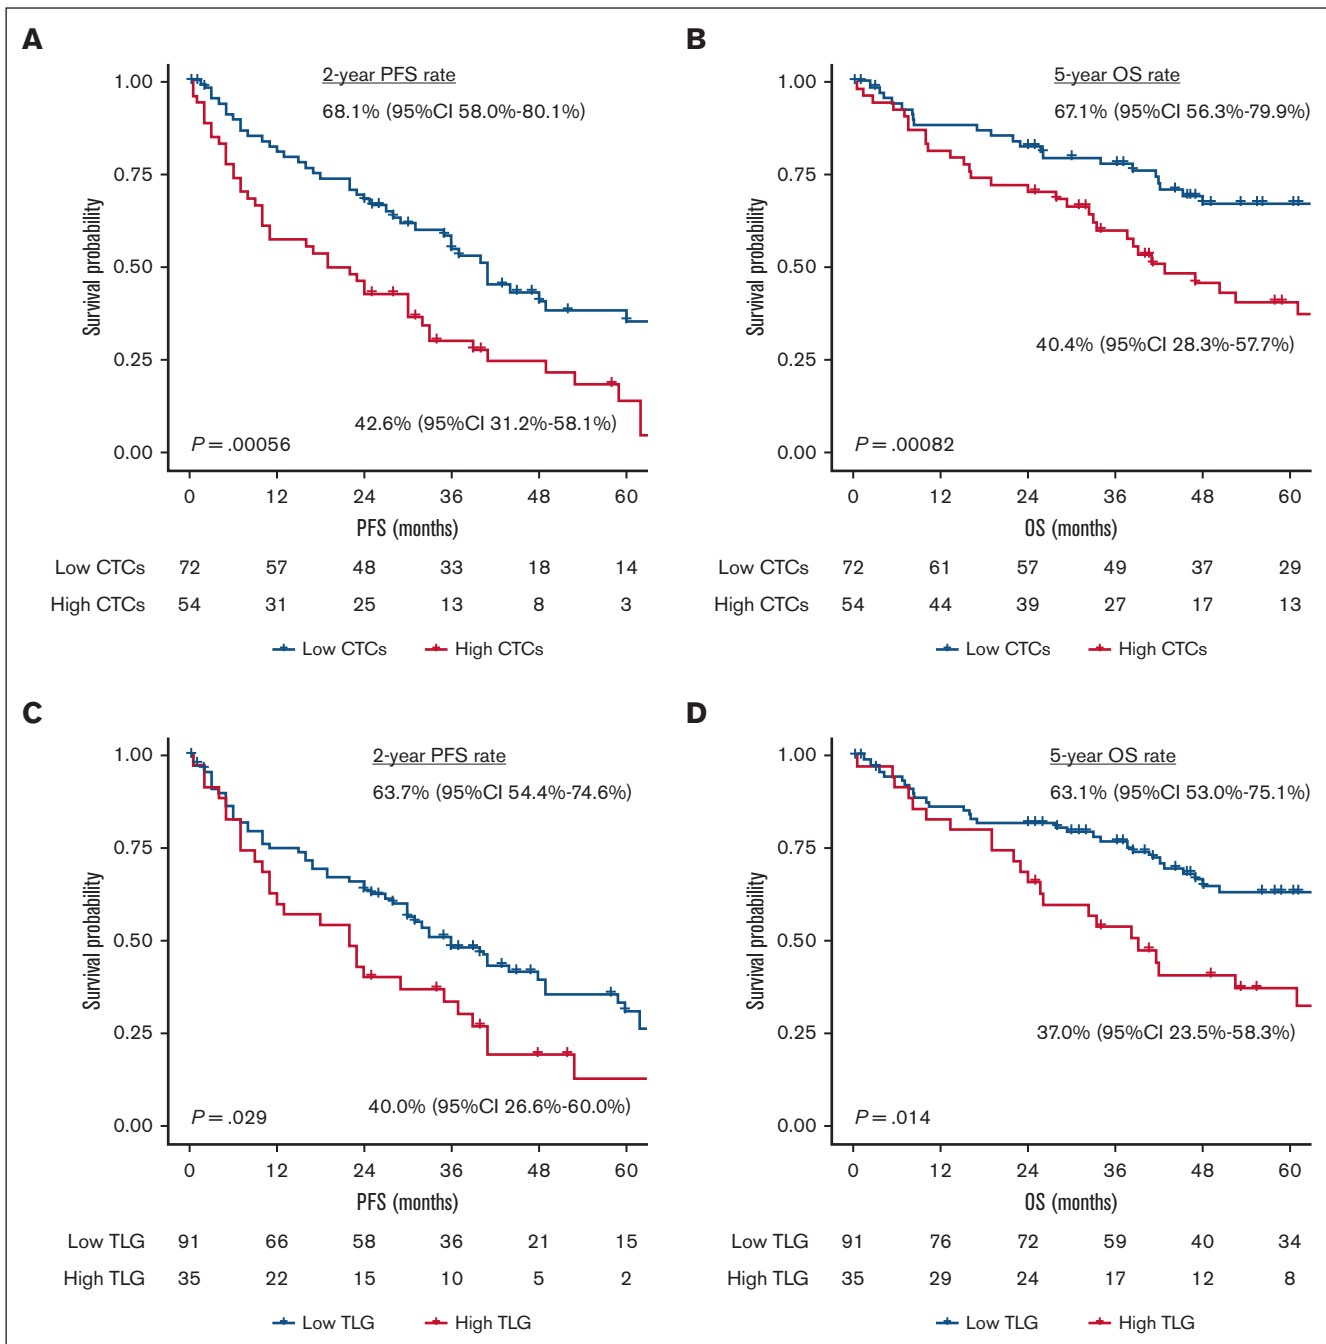 A
2-year PFS rate
68.1% (95%CI 58.0%-80.1%)
42.6% (95%CI 31.2%-58.1%)
P = .00056
Survival probability
1.00
0.75
0.50
0.25
0.00
0 12 24 36 48 60
PFS (months)
Low CTCs 72 57 48 33 18 14
High CTCs 54 31 25 13 8 3
Low CTCs High CTCs
B
5-year OS rate
67.1% (95%CI 56.3%-79.9%)
40.4% (95%CI 28.3%-57.7%)
P = .00082
Survival probability
1.00
0.75
0.50
0.25
0.00
0 12 24 36 48 60
OS (months)
Low CTCs 72 61 57 49 37 29
High CTCs 54 44 39 27 17 13
Low CTCs High CTCs
C
2-year PFS rate
63.7% (95%CI 54.4%-74.6%)
40.0% (95%CI 26.6%-60.0%)
P = .029
Survival probability
1.00
0.75
0.50
0.25
0.00
0 12 24 36 48 60
PFS (months)
Low TLG 91 66 58 36 21 15
High TLG 35 22 15 10 5 2
Low TLG High TLG
D
5-year OS rate
63.1% (95%CI 53.0%-75.1%)
37.0% (95%CI 23.5%-58.3%)
P = .014
Survival probability
1.00
0.75
0.50
0.25
0.00
0 12 24 36 48 60
OS (months)
Low TLG 91 76 72 59 40 34
High TLG 35 29 24 17 12 8
Low TLG High TLG